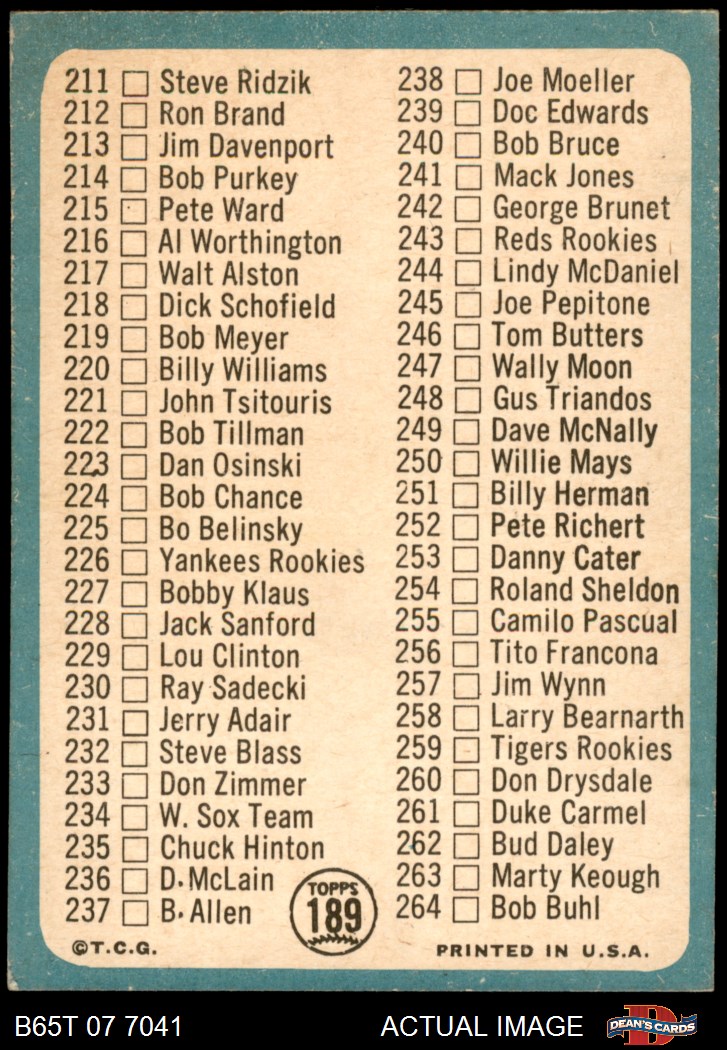 211 Steve Ridzik
212 Ron Brand
213 Jim Davenport
214 Bob Purkey
215 Pete Ward
216 Al Worthington
217 Walt Alston
218 Dick Schofield
219 Bob Meyer
220 Billy Williams
221 John Tsitouris
222 Bob Tillman
223 Dan Osinski
224 Bob Chance
225 Bo Belinsky
226 Yankees Rookies
227 Bobby Klaus
228 Jack Sanford
229 Lou Clinton
230 Ray Sadecki
231 Jerry Adair
232 Steve Blass
233 Don Zimmer
234 W. Sox Team
235 Chuck Hinton
236 D. McLain
237 B. Allen
©T.C.G.
TOPPS
189
238 Joe Moeller
239 Doc Edwards
240 Bob Bruce
241 Mack Jones
242 George Brunet
243 Reds Rookies
244 Lindy McDaniel
245 Joe Pepitone
246 Tom Butters
247 Wally Moon
248 Gus Triandos
249 Dave McNally
250 Willie Mays
251 Billy Herman
252 Pete Richert
253 Danny Cater
254 Roland Sheldon
255 Camilo Pascual
256 Tito Francona
257 Jim Wynn
258 Larry Bearnarth
259 Tigers Rookies
260 Don Drysdale
261 Duke Carmel
262 Bud Daley
263 Marty Keough
264 Bob Buhl
PRINTED IN U.S.A.
B65T 07 7041 ACTUAL IMAGE
D
DEAN'S CARDS